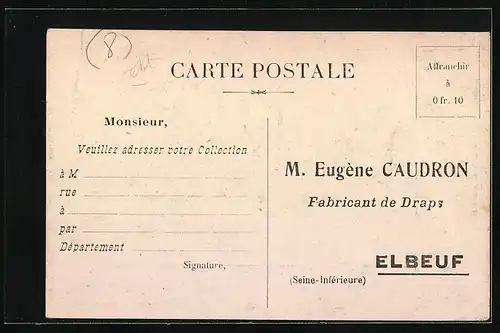 (8)
CARTE POSTALE
Affranchir
à
0 fr. 10
Monsieur,
Veuillez adresser votre Collection
à M
rue
à
par
Département
Signature,
M. Eugène CAUDRON
Fabricant de Draps
ELBEUF
(Seine-Inférieure)